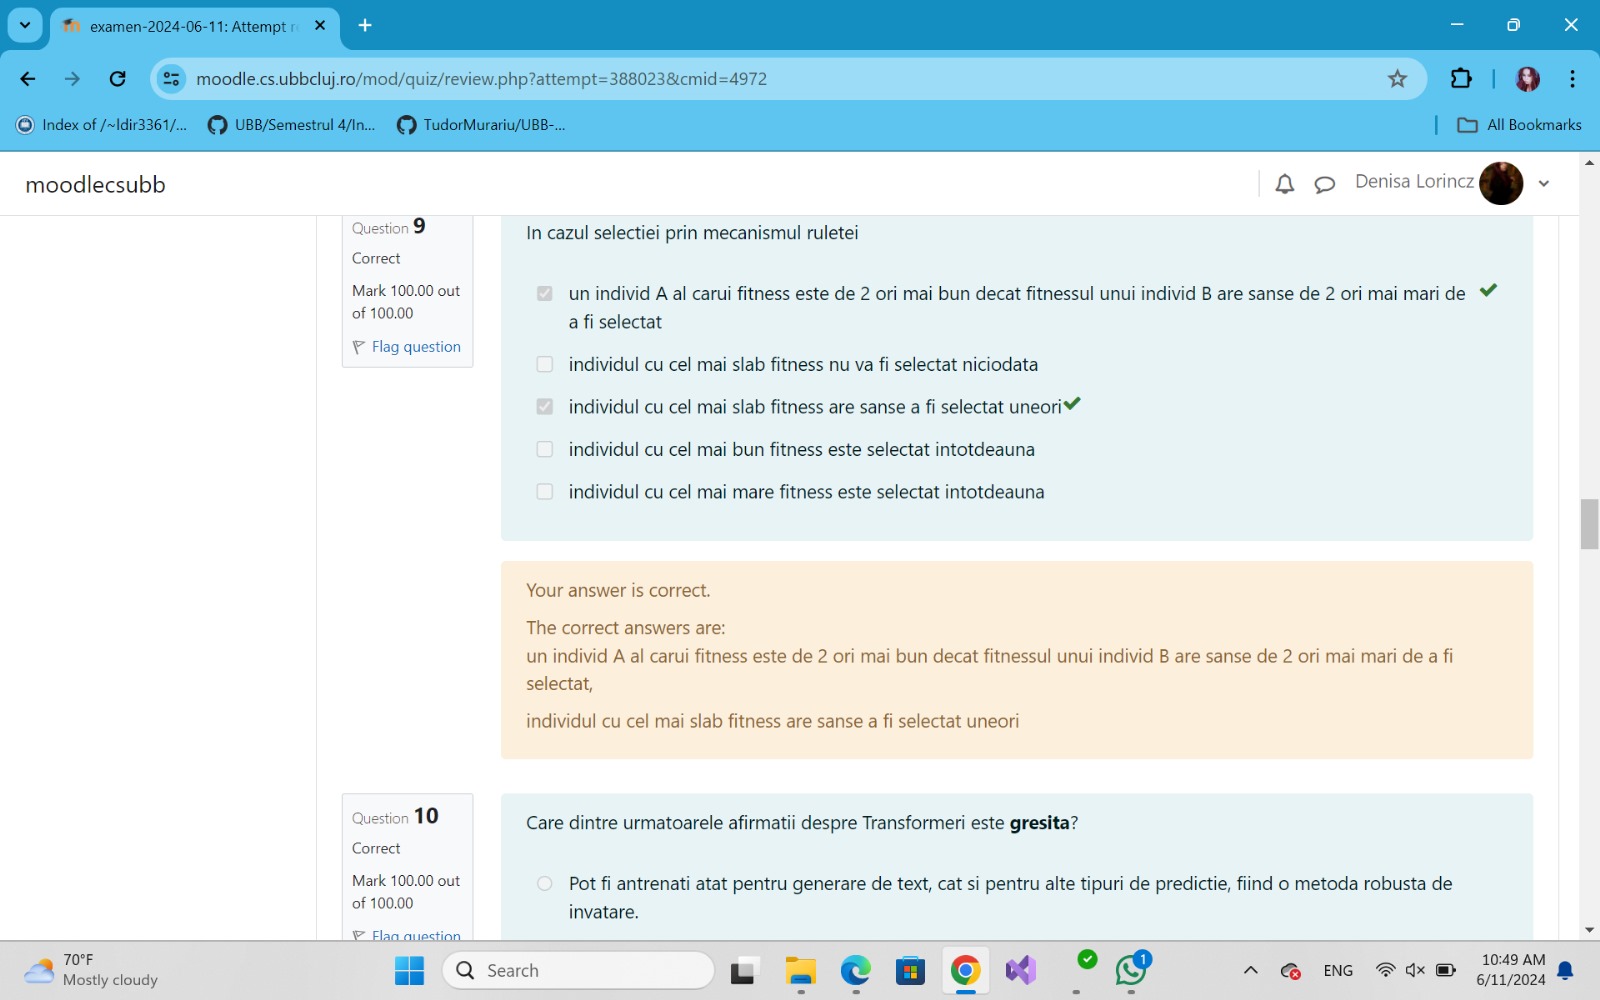 examen-2024-06-11: Attempt r
moodle.cs.ubbcluj.ro/mod/quiz/review.php?attempt=388023&cmid=4972
Index of /~ldir3361/...
UBB/Semestrul 4/In...
TudorMurariu/UBB-...
All Bookmarks
moodlecsubb
Denisa Lorincz
Question 9
Correct
Mark 100.00 out
of 100.00
Flag question
In cazul selectiei prin mecanismul ruletei
un individ A al carui fitness este de 2 ori mai bun decat fitnessul unui individ B are sanse de 2 ori mai mari de
a fi selectat
individul cu cel mai slab fitness nu va fi selectat niciodata
individul cu cel mai slab fitness are sanse a fi selectat uneori
individul cu cel mai bun fitness este selectat intotdeauna
individul cu cel mai mare fitness este selectat intotdeauna
Your answer is correct.
The correct answers are:
un individ A al carui fitness este de 2 ori mai bun decat fitnessul unui individ B are sanse de 2 ori mai mari de a fi
selectat,
individul cu cel mai slab fitness are sanse a fi selectat uneori
Question 10
Correct
Mark 100.00 out
of 100.00
Flag question
Care dintre urmatoarele afirmatii despre Transformeri este gresita?
Pot fi antrenati atat pentru generare de text, cat si pentru alte tipuri de predictie, fiind o metoda robusta de
invatare.
70°F
Mostly cloudy
Search
1
ENG
10:49 AM
6/11/2024